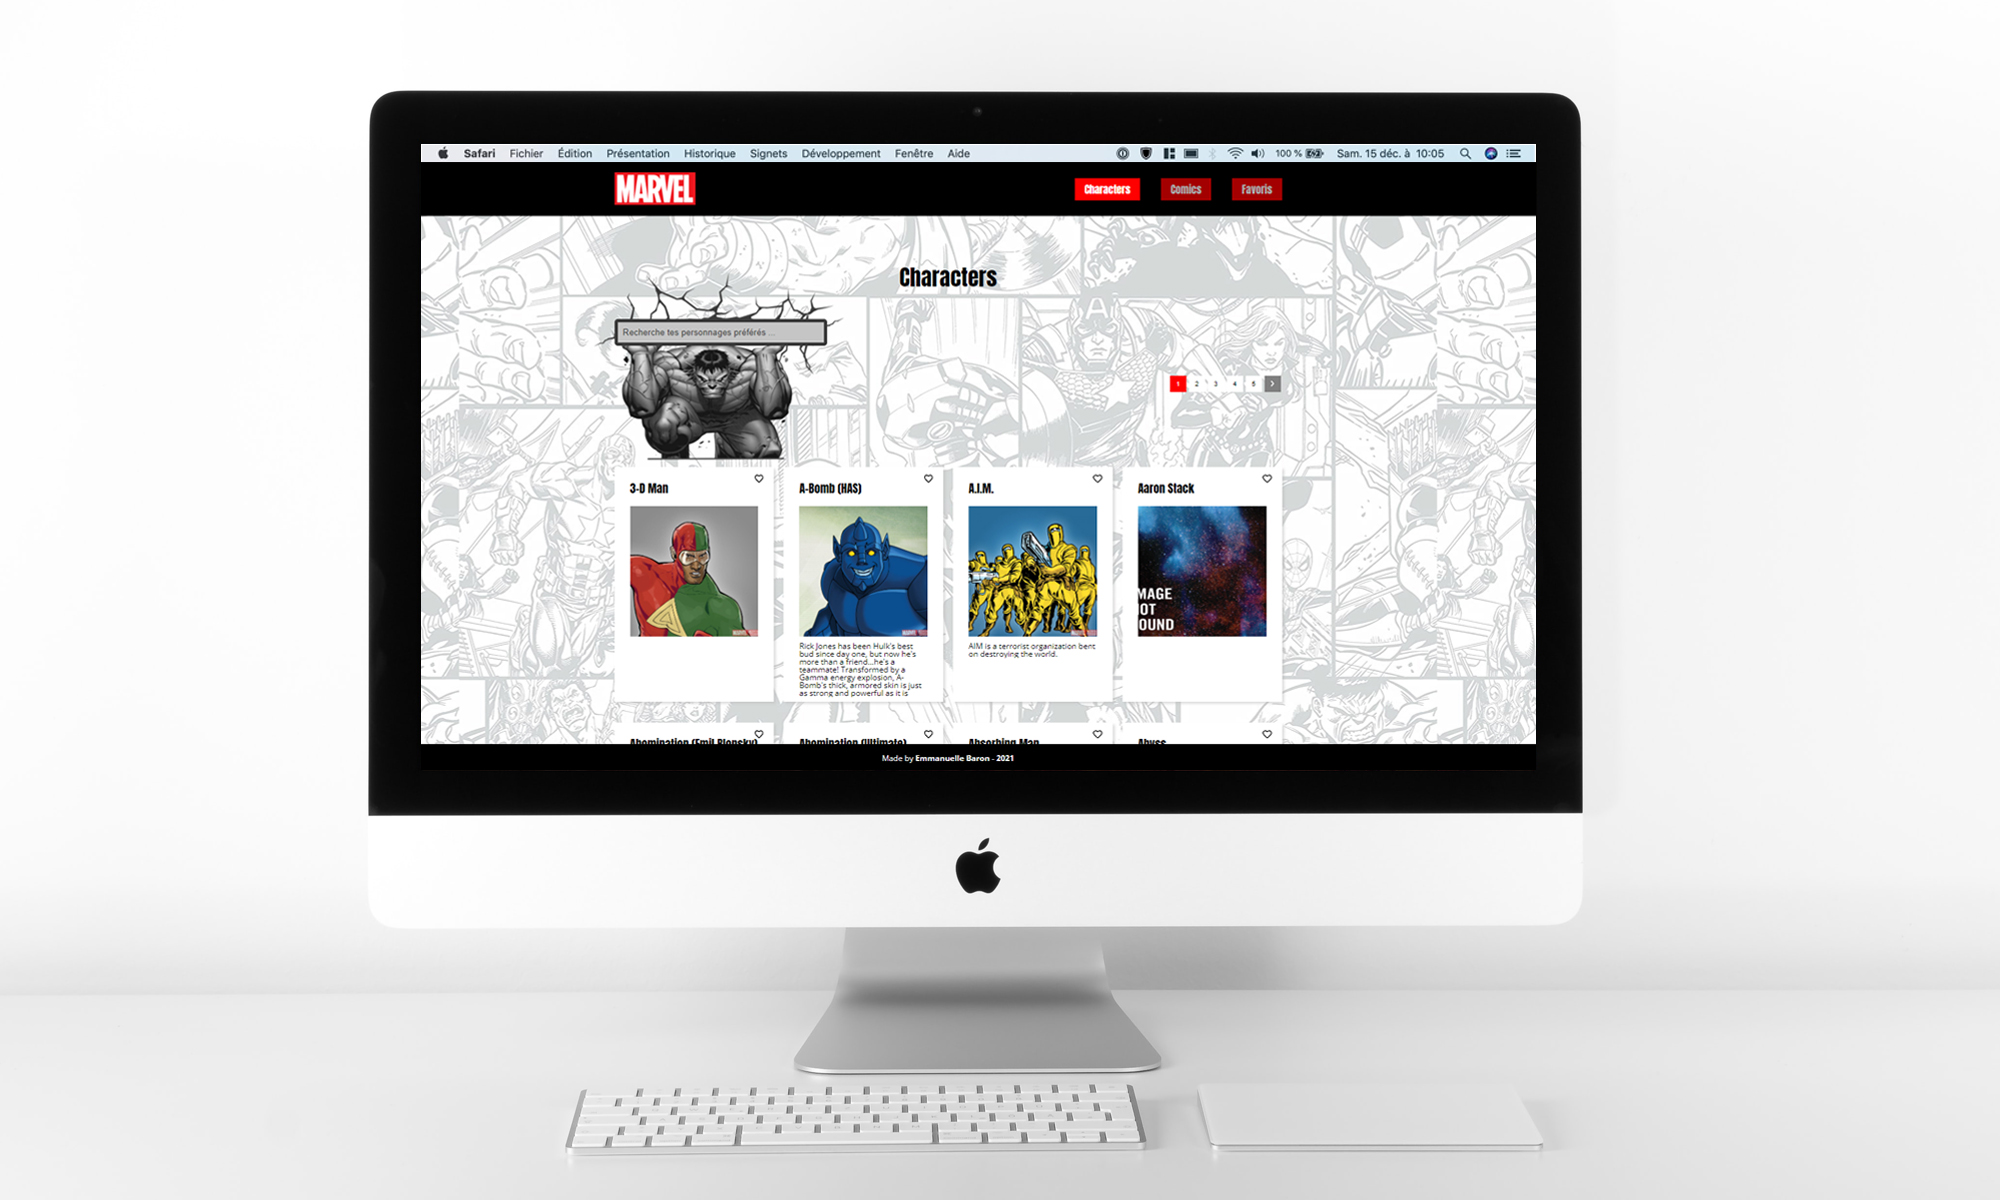 Safari Fichier Édition Présentation Historique Signets Développement Fenêtre Aide 100 % Sam. 15 déc. à 10:05
MARVEL Characters Comics Favoris
Characters
Recherche tes personnages préférés ...
1 2 3 4 5 >
3-D Man
A-Bomb (HAS)
Rick Jones has been Hulk's best
bud since day one, but now he's
more than a friend...he's a
teammate! Transformed by a
Gamma energy explosion, A-
Bomb's thick, armored skin is just
as strong and powerful as it is
A.I.M.
AIM is a terrorist organization bent
on destroying the world.
Aaron Stack
MAGE
OT
OUND
Abomination (Emil Blonsky)
Abomination (Ultimate)
Absorbing Man
Abyss
Made by Emmanuelle Baron - 2021